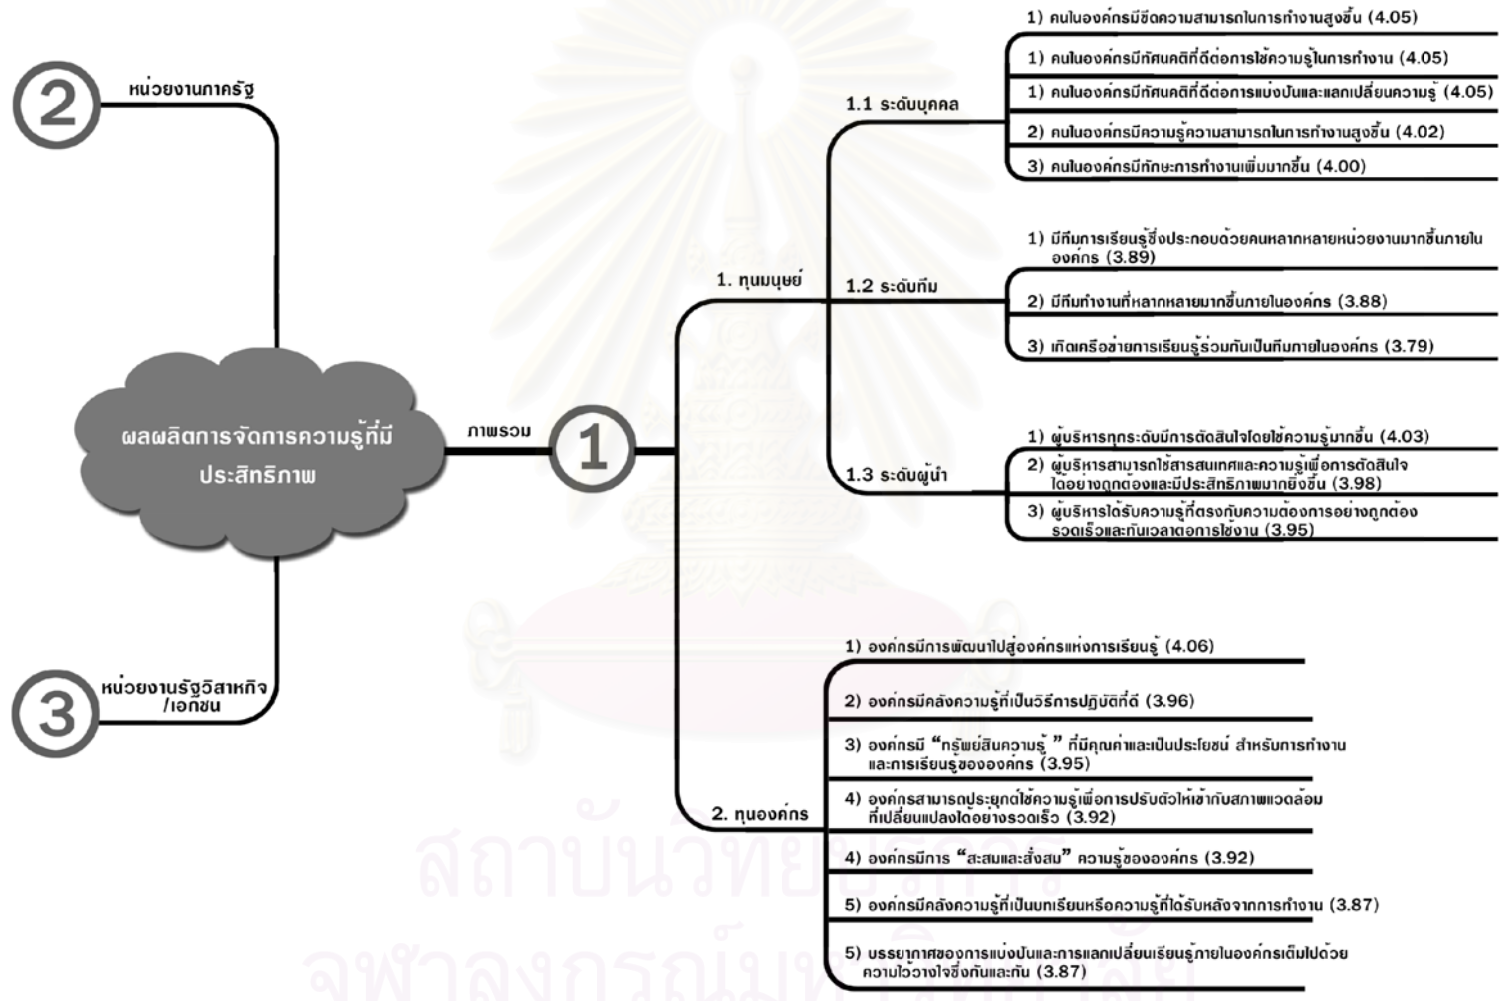 2
หน่วยงานภาครัฐ
ผลผลิตการจัดการความรู้ที่มี
ประสิทธิภาพ
3
หน่วยงานรัฐวิสาหกิจ
/เอกชน
ภาพรวม
1
1. ทุนมนุษย์
1.1 ระดับบุคคล
1) คนในองค์กรมีขีดความสามารถในการทำงานสูงขึ้น (4.05)
1) คนในองค์กรมีทัศนคติที่ดีต่อการใช้ความรู้ในการทำงาน (4.05)
1) คนในองค์กรมีทัศนคติที่ดีต่อการแบ่งปันและแลกเปลี่ยนความรู้ (4.05)
2) คนในองค์กรมีความรู้ความสามารถในการทำงานสูงขึ้น (4.02)
3) คนในองค์กรมีทักษะการทำงานเพิ่มมากขึ้น (4.00)
1.2 ระดับทีม
1) มีทีมการเรียนรู้ซึ่งประกอบด้วยคนหลากหลายหน่วยงานมากขึ้นภายใน
องค์กร (3.89)
2) มีทีมทำงานที่หลากหลายมากขึ้นภายในองค์กร (3.88)
3) เกิดเครือข่ายการเรียนรู้ร่วมกันเป็นทีมภายในองค์กร (3.79)
1.3 ระดับผู้นำ
1) ผู้บริหารทุกระดับมีการตัดสินใจโดยใช้ความรู้มากขึ้น (4.03)
2) ผู้บริหารสามารถใช้สารสนเทศและความรู้เพื่อการตัดสินใจ
ได้อย่างถูกต้องและมีประสิทธิภาพมากยิ่งขึ้น (3.98)
3) ผู้บริหารได้รับความรู้ที่ตรงกับความต้องการอย่างถูกต้อง
รวดเร็วและทันเวลาต่อการใช้งาน (3.95)
2. ทุนองค์กร
1) องค์กรมีการพัฒนาไปสู่องค์กรแห่งการเรียนรู้ (4.06)
2) องค์กรมีคลังความรู้ที่เป็นวิธีการปฏิบัติที่ดี (3.96)
3) องค์กรมี “ทรัพย์สินความรู้ ” ที่มีคุณค่าและเป็นประโยชน์ สำหรับการทำงาน
และการเรียนรู้ขององค์กร (3.95)
4) องค์กรสามารถประยุกต์ใช้ความรู้เพื่อการปรับตัวให้เข้ากับสภาพแวดล้อม
ที่เปลี่ยนแปลงได้อย่างรวดเร็ว (3.92)
4) องค์กรมีการ “สะสมและสั่งสม” ความรู้ขององค์กร (3.92)
5) องค์กรมีคลังความรู้ที่เป็นบทเรียนหรือความรู้ที่ได้รับหลังจากการทำงาน (3.87)
5) บรรยากาศของการแบ่งปันและการแลกเปลี่ยนเรียนรู้ภายในองค์กรเต็มไปด้วย
ความไว้วางใจซึ่งกันและกัน (3.87)
สถาบันวิทยบริการ
จุฬาลงกรณ์มหาวิทยาลัย